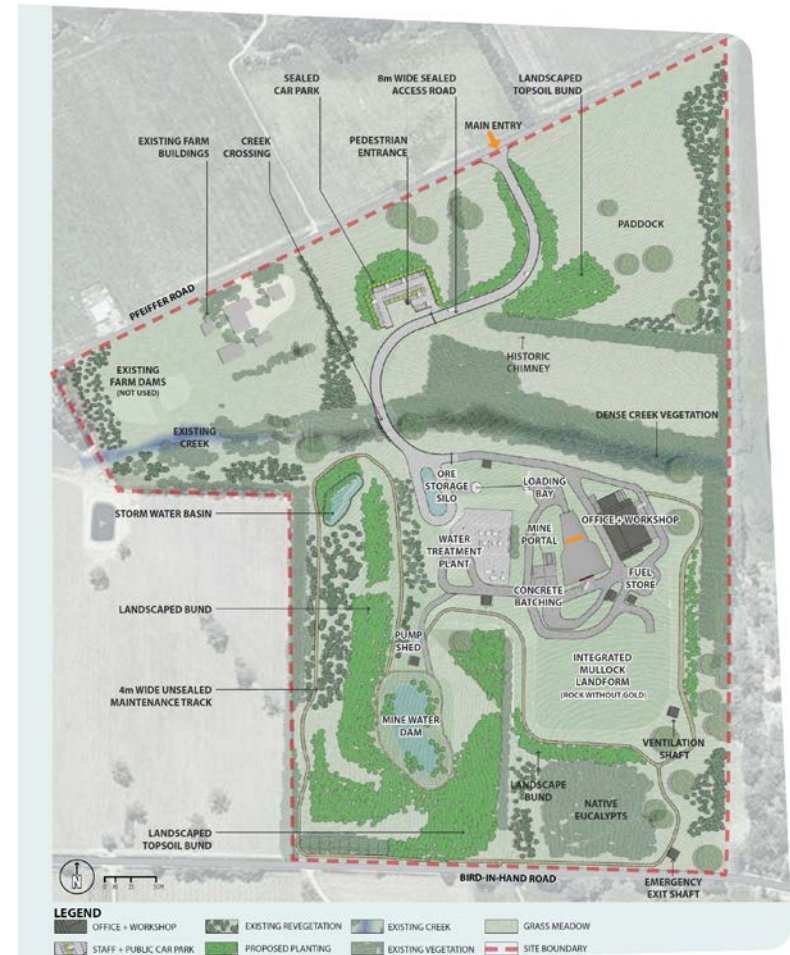 SEALED
CAR PARK
8m WIDE SEALED
ACCESS ROAD
LANDSCAPED
TOPSOIL BUND
MAIN ENTRY
EXISTING FARM
BUILDINGS
CREEK
CROSSING
PEDESTRIAN
ENTRANCE
PADDOCK
PFEIFFER ROAD
HISTORIC
CHIMNEY
EXISTING
FARM DAMS
(NOT USED)
DENSE CREEK VEGETATION
EXISTING
CREEK
ORE
STORAGE
SILO
LOADING
BAY
STORM WATER BASIN
MINE
PORTAL
OFFICE + WORKSHOP
WATER
TREATMENT
PLANT
FUEL
STORE
CONCRETE
BATCHING
LANDSCAPED BUND
PUMP
SHED
INTEGRATED
MULLOCK
LANDFORM
(ROCK WITHOUT GOLD)
4m WIDE UNSEALED
MAINTENANCE TRACK
MINE WATER
DAM
VENTILATION
SHAFT
LANDSCAPE
BUND
NATIVE
EUCALYPTS
LANDSCAPED
TOPSOIL BUND
BIRD-IN-HAND ROAD
EMERGENCY
EXIT SHAFT
N
0 10 25 50M
LEGEND
OFFICE + WORKSHOP
EXISTING REVEGETATION
EXISTING CREEK
GRASS MEADOW
STAFF + PUBLIC CAR PARK
PROPOSED PLANTING
EXISTING VEGETATION
SITE BOUNDARY